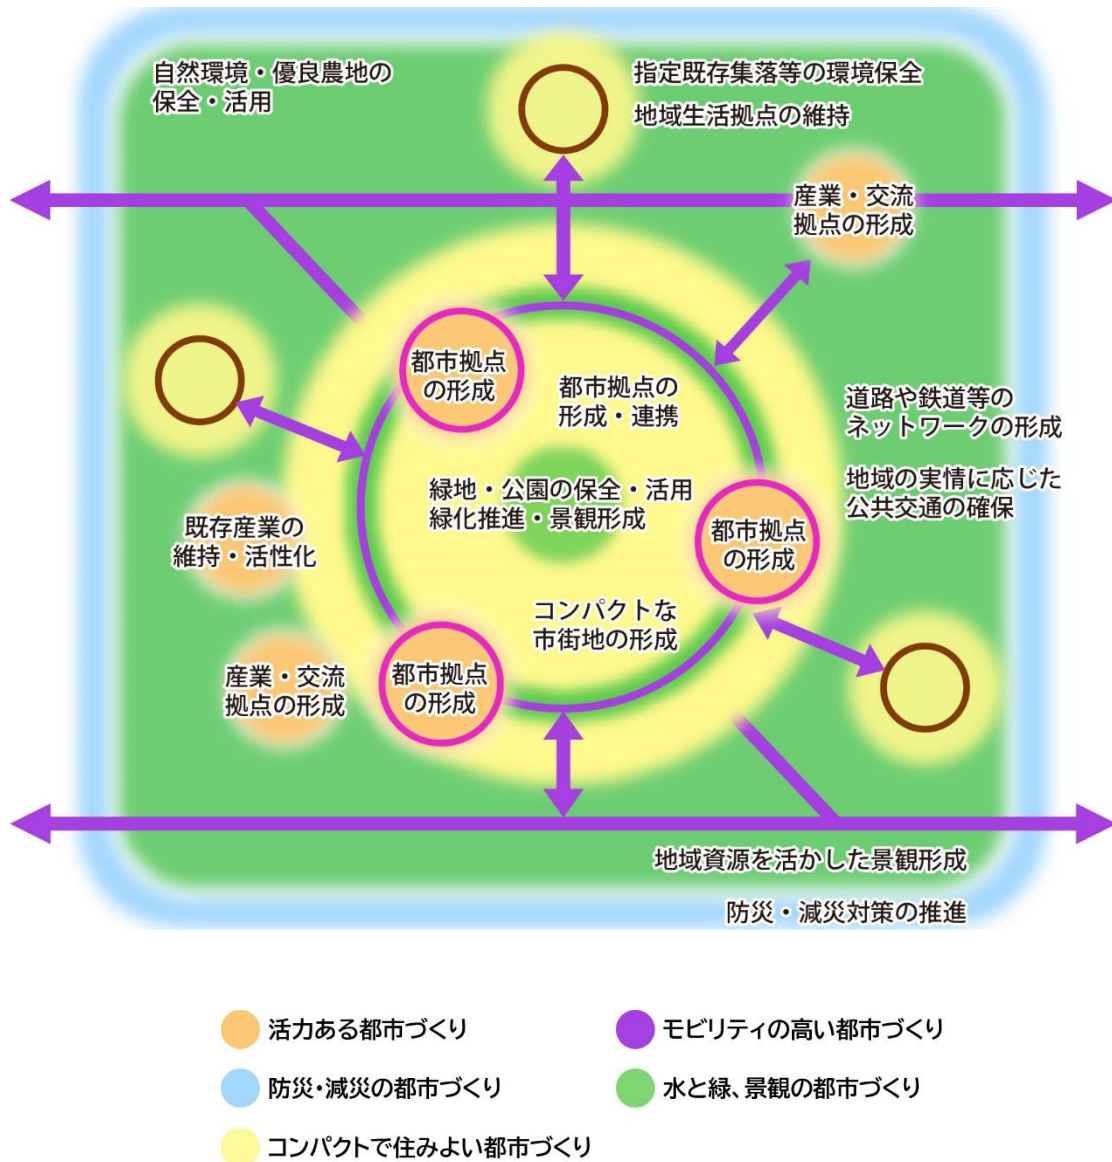 自然環境・優良農地の
保全・活用
指定既存集落等の環境保全
地域生活拠点の維持
産業・交流
拠点の形成
都市拠点
の形成
都市拠点の
形成・連携
道路や鉄道等の
ネットワークの形成
地域の実情に応じた
公共交通の確保
緑地・公園の保全・活用
緑化推進・景観形成
既存産業の
維持・活性化
都市拠点
の形成
コンパクトな
市街地の形成
産業・交流
拠点の形成
都市拠点
の形成
地域資源を活かした景観形成
防災・減災対策の推進
活力ある都市づくり
モビリティの高い都市づくり
防災・減災の都市づくり
水と緑、景観の都市づくり
コンパクトで住みよい都市づくり